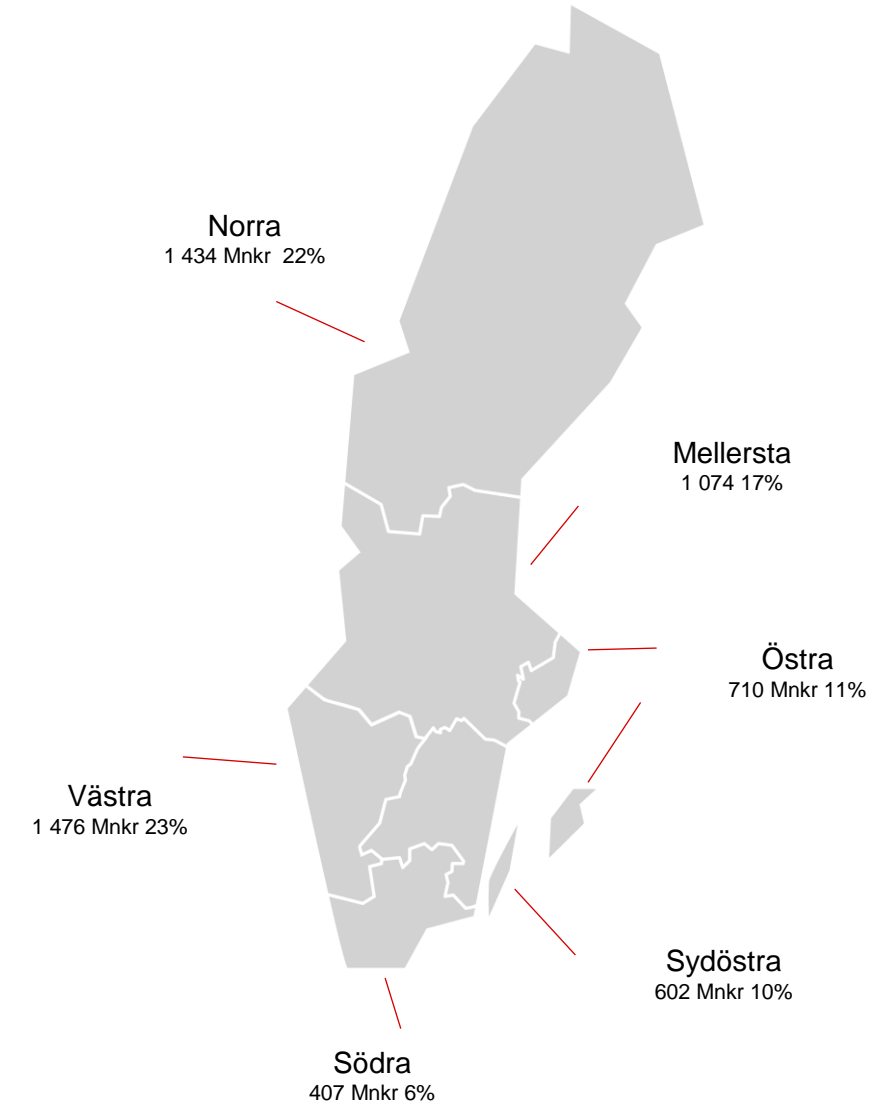 Norra
1 434 Mnkr  22%
Mellersta
1 074 17%
Östra
710 Mnkr 11%
Västra
1 476 Mnkr 23%
Sydöstra
602 Mnkr 10%
Södra
407 Mnkr 6%